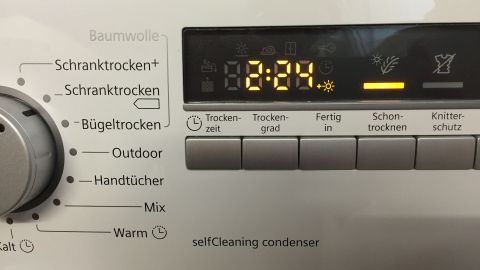 Baumwolle
Schranktrocken+
Schranktrocken
Bügeltrocken
Outdoor
Handtücher
Mix
Warm
Kalt
2:24
Trocken-
zeit
Trocken-
grad
Fertig
in
Schon-
trocknen
Knitter-
schutz
selfCleaning condenser